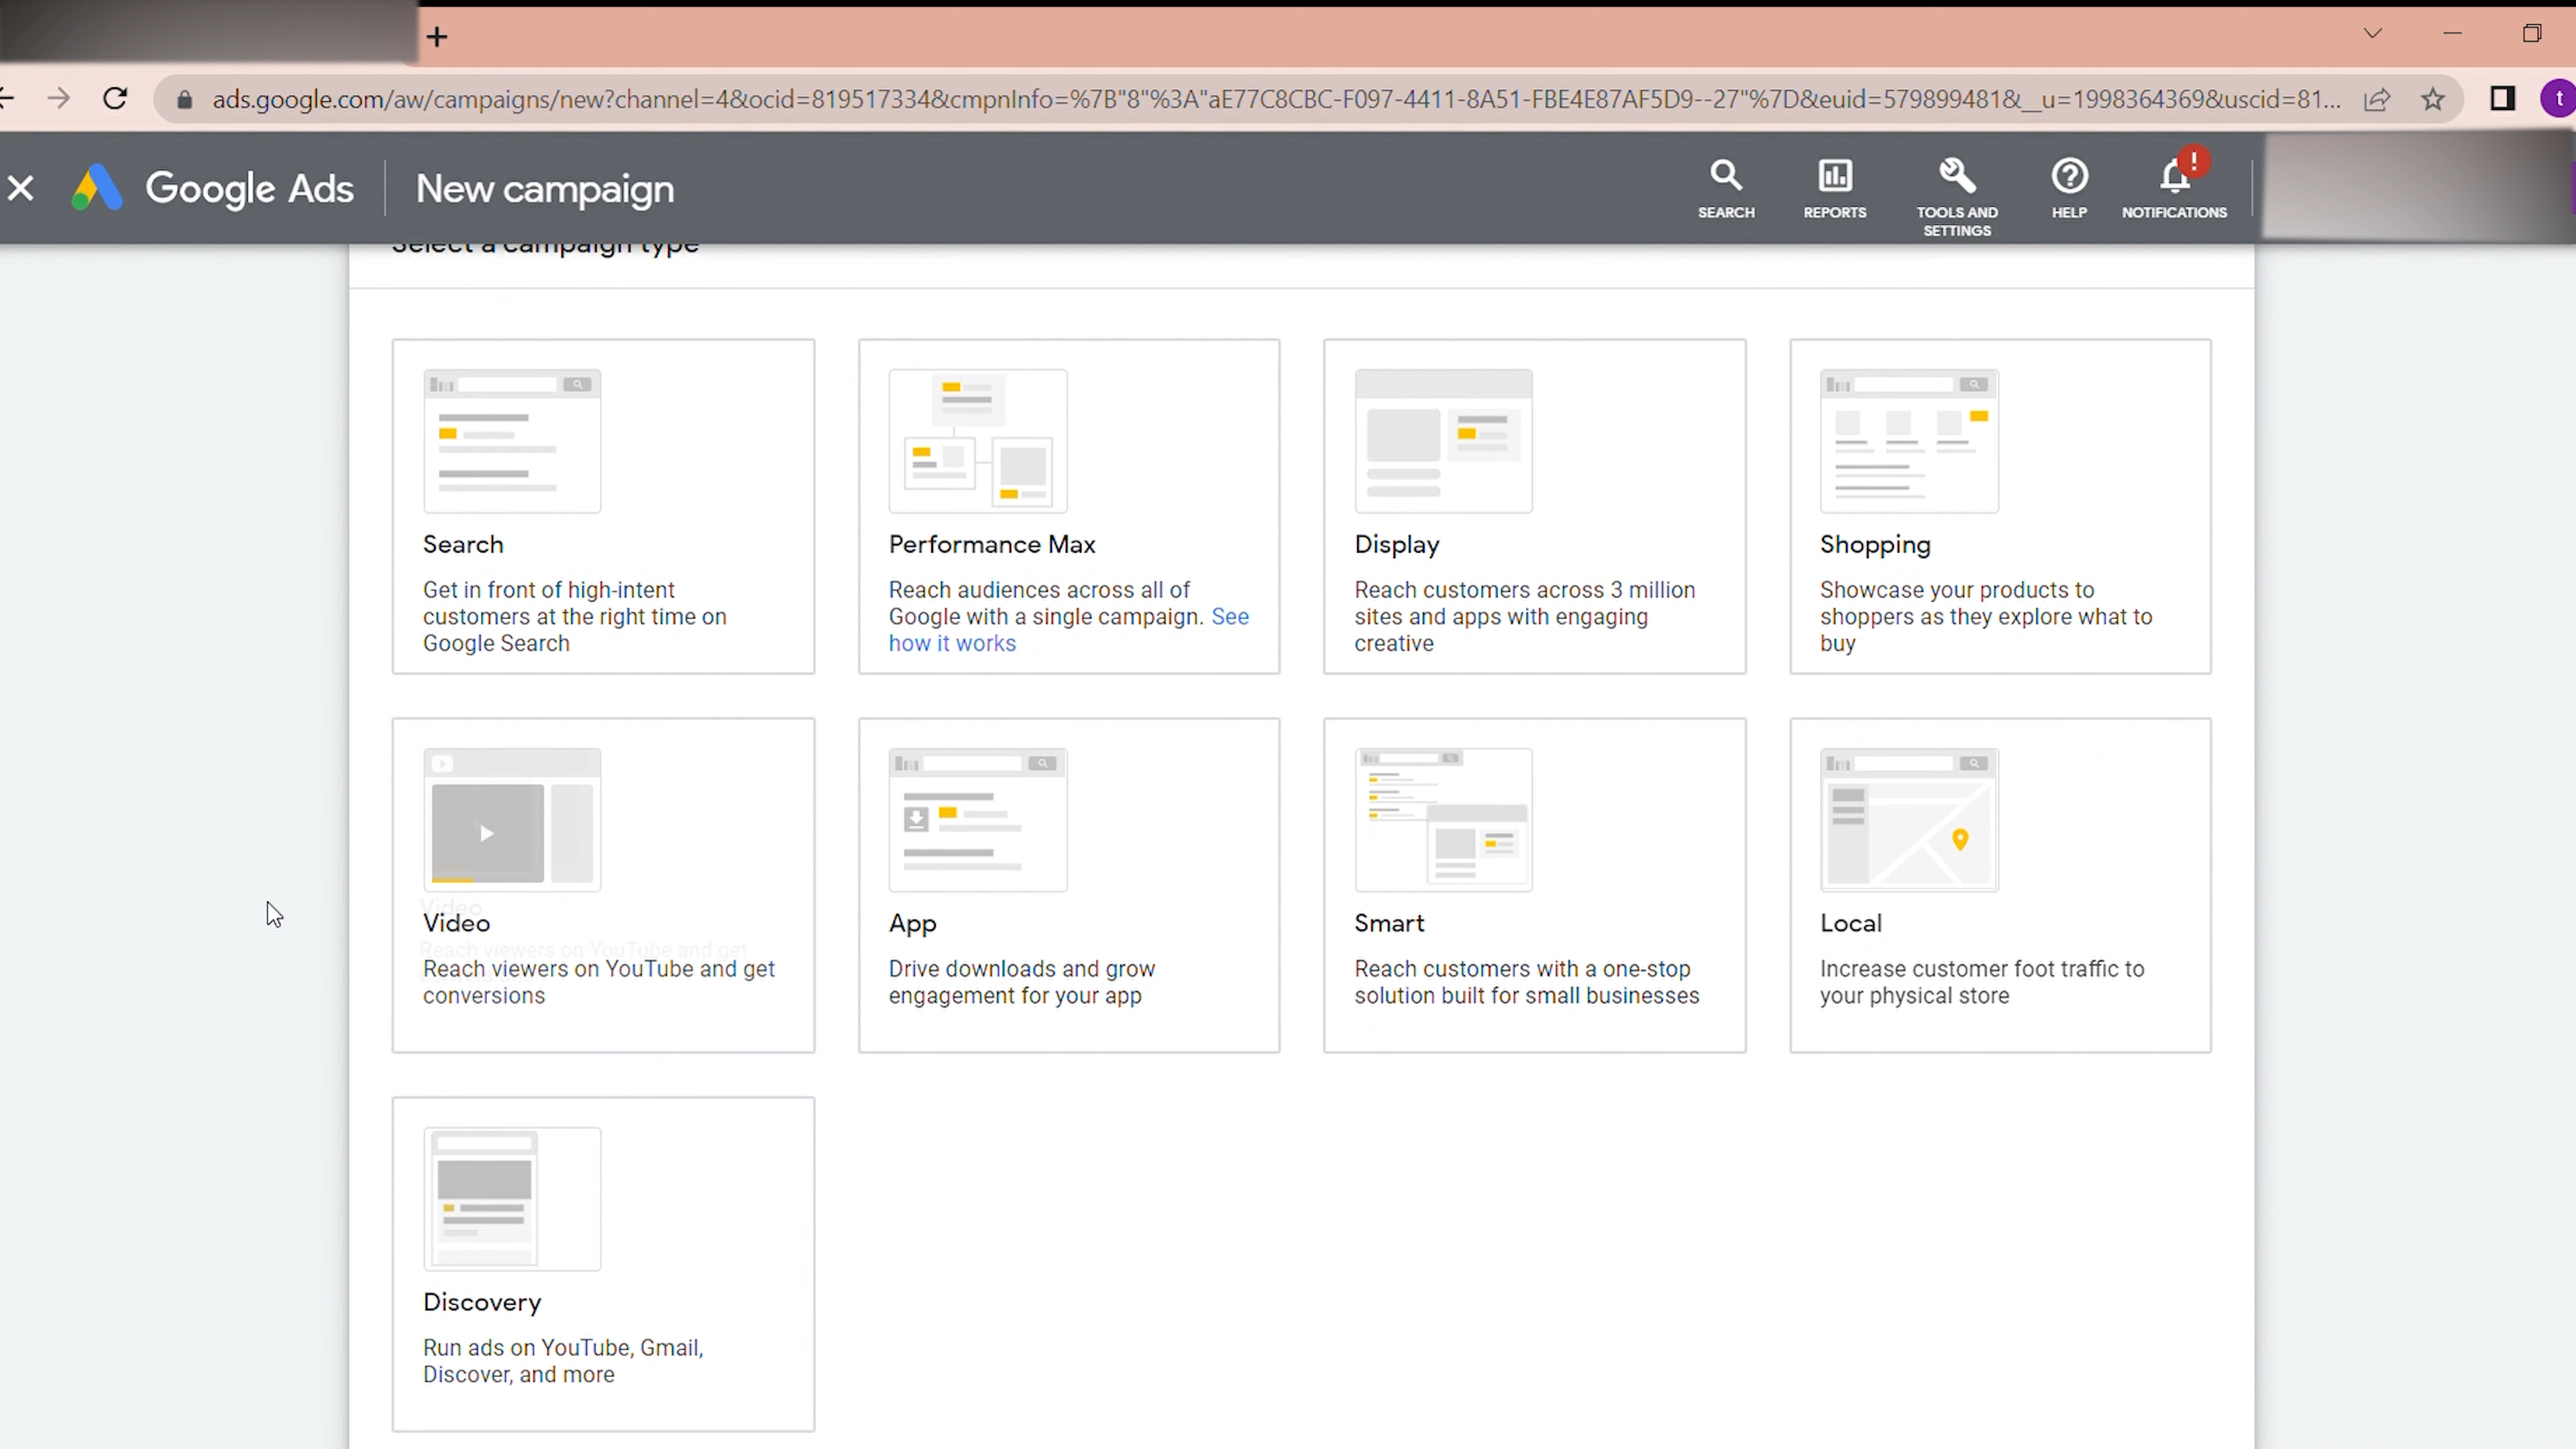 ads.google.com/aw/campaigns/new?channel=4&ocid=819517334&cmpnInfo=%7B"8"%3A"aE77C8CBC-F097-4411-8A51-FBE4E87AF5D9--27"%7D&euid=579899481&__u=1998364369&uscid=81...
t
Google Ads
New campaign
SEARCH
REPORTS
TOOLS AND
SETTINGS
HELP
!
NOTIFICATIONS
Select a campaign type
Search
Get in front of high-intent
customers at the right time on
Google Search
Performance Max
Reach audiences across all of
Google with a single campaign. See
how it works
Display
Reach customers across 3 million
sites and apps with engaging
creative
Shopping
Showcase your products to
shoppers as they explore what to
buy
Video
Reach viewers on YouTube and get
conversions
App
Drive downloads and grow
engagement for your app
Smart
Reach customers with a one-stop
solution built for small businesses
Local
Increase customer foot traffic to
your physical store
Discovery
Run ads on YouTube, Gmail,
Discover, and more